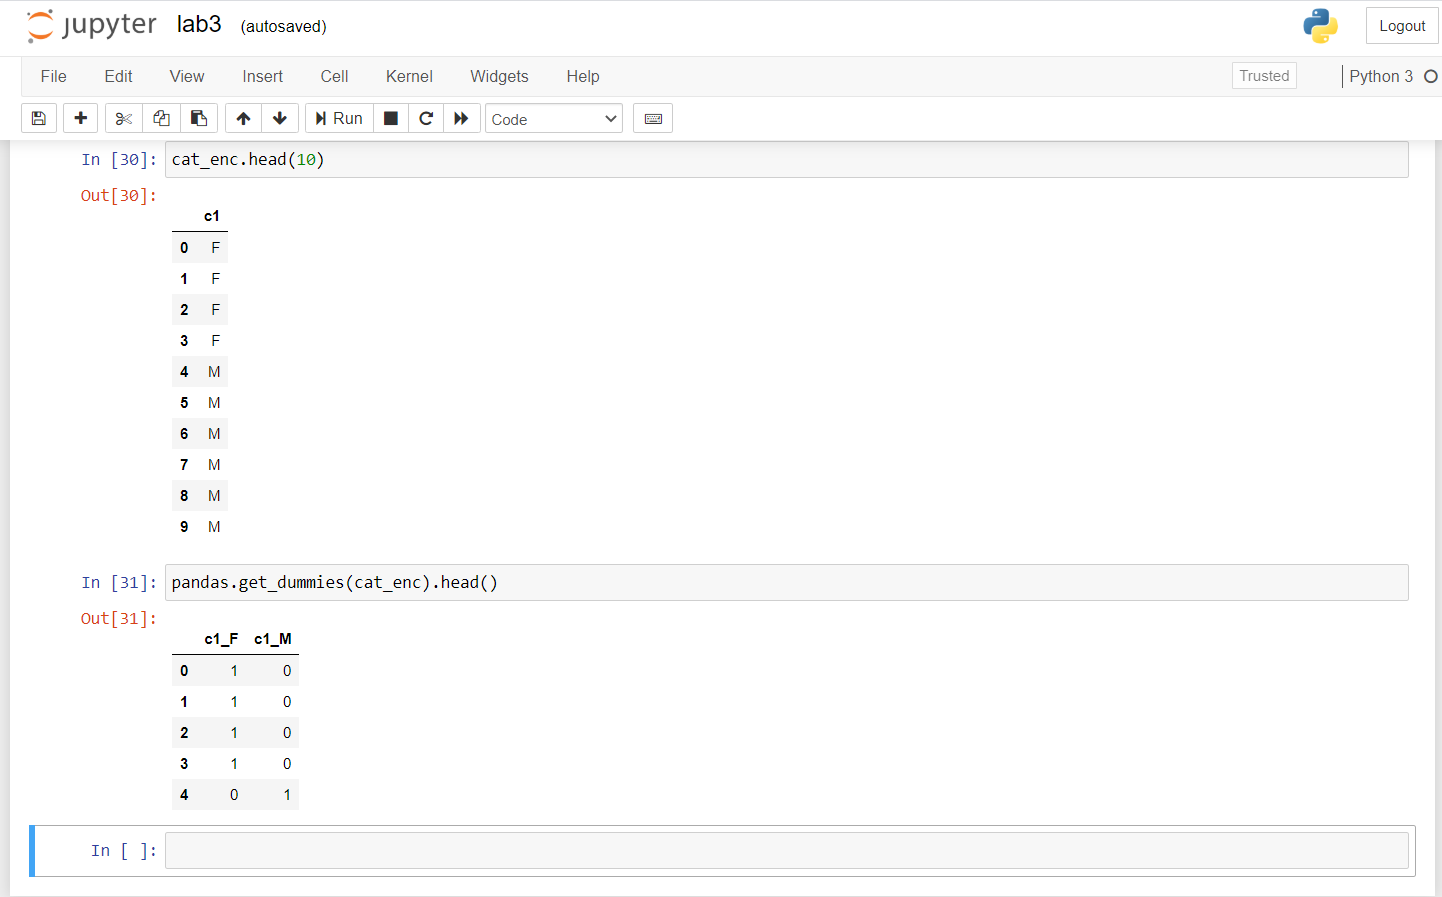 jupyter lab3 (autosaved) Logout
File Edit View Insert Cell Kernel Widgets Help Trusted Python 3
Run Code
In [30]: cat_enc.head(10)
Out[30]:
c1
0 F
1 F
2 F
3 F
4 M
5 M
6 M
7 M
8 M
9 M
In [31]: pandas.get_dummies(cat_enc).head()
Out[31]:
c1_F c1_M
0 1 0
1 1 0
2 1 0
3 1 0
4 0 1
In [ ]: